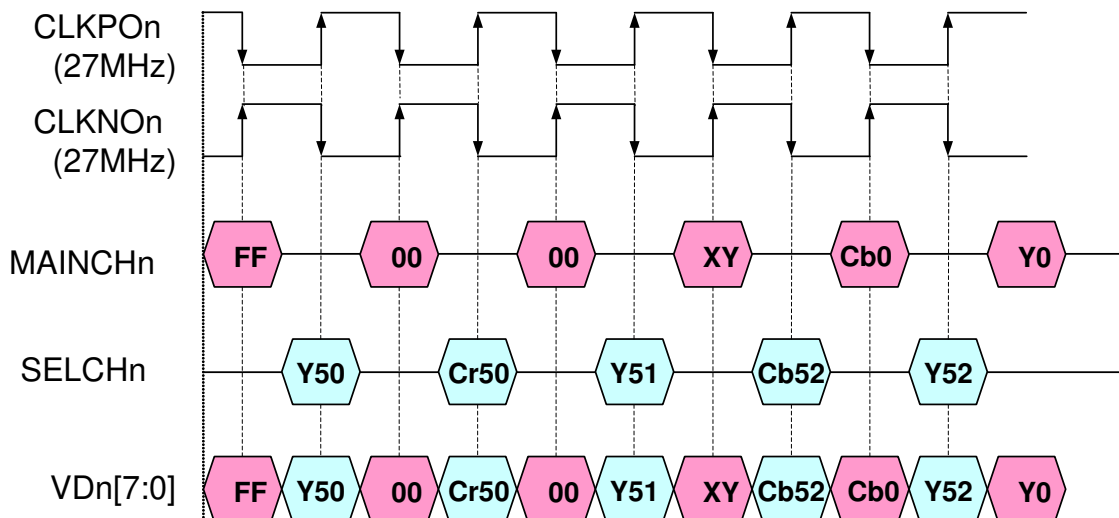 CLKPOn
(27MHz)
CLKNOn
(27MHz)
MAINCHn FF 00 00 XY Cb0 Y0
SELCHn Y50 Cr50 Y51 Cb52 Y52
VDn[7:0] FF Y50 00 Cr50 00 Y51 XY Cb52 Cb0 Y52 Y0